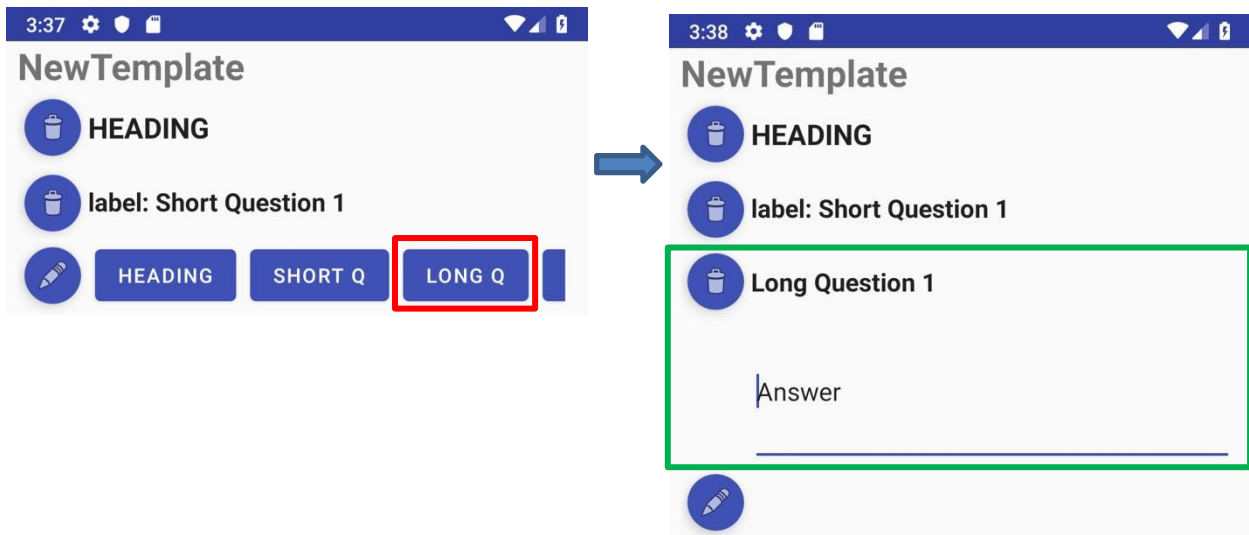 3:37
NewTemplate
HEADING
label: Short Question 1
HEADING SHORT Q LONG Q
3:38
NewTemplate
HEADING
label: Short Question 1
Long Question 1
Answer